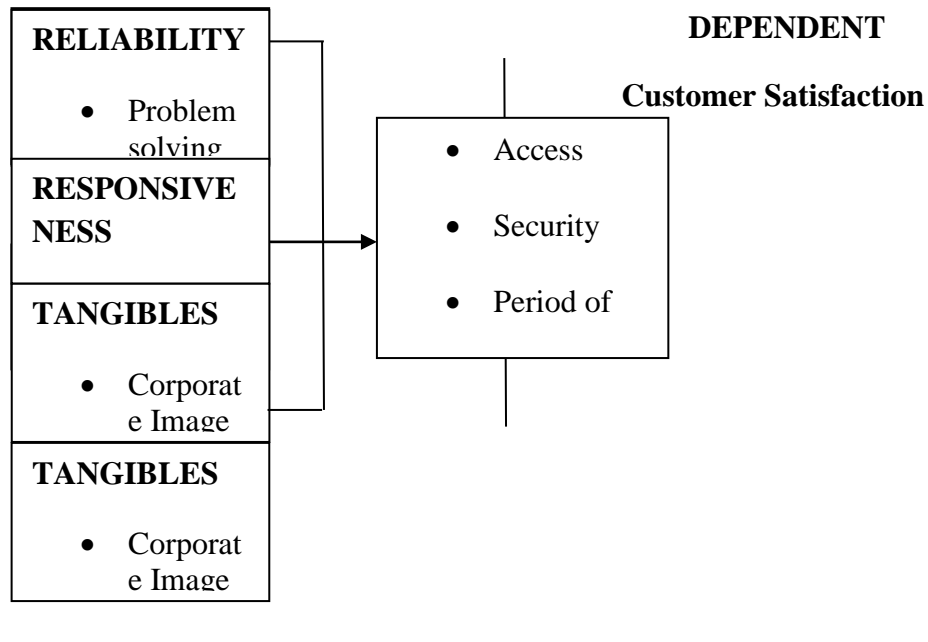 RELIABILITY
• Problem
solving
RESPONSIVE
NESS
TANGIBLES
• Corporat
e Image
TANGIBLES
• Corporat
e Image
• Access
• Security
• Period of
DEPENDENT
Customer Satisfaction